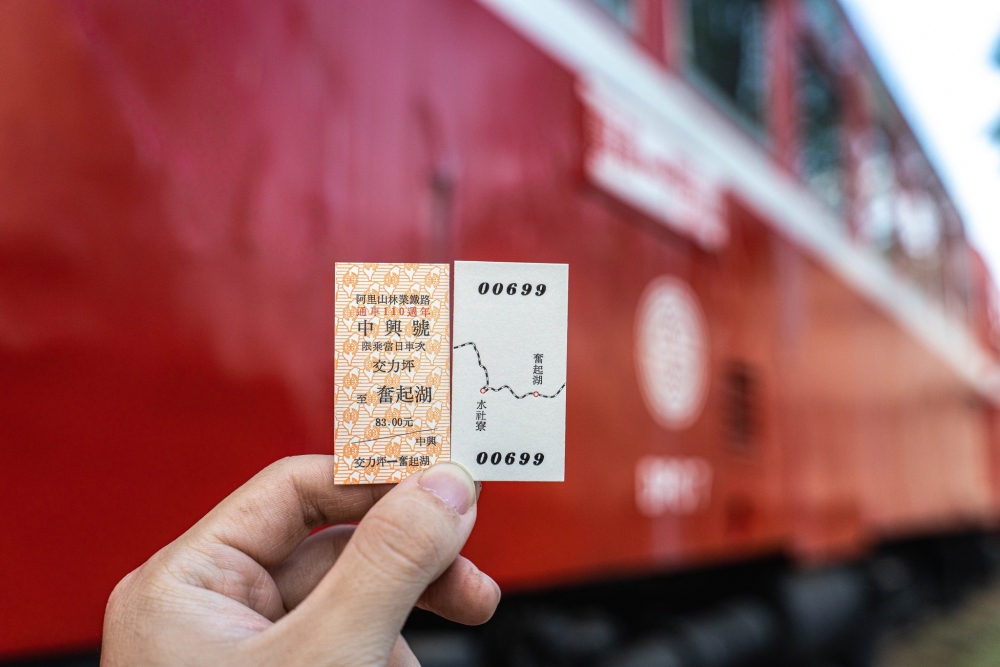 阿里山林業鐵路
通車110週年
中興號
限乘當日車次
交力坪
至 奮起湖
83.00元
中興
交力坪—奮起湖
00699
奮起湖
水社寮
00699